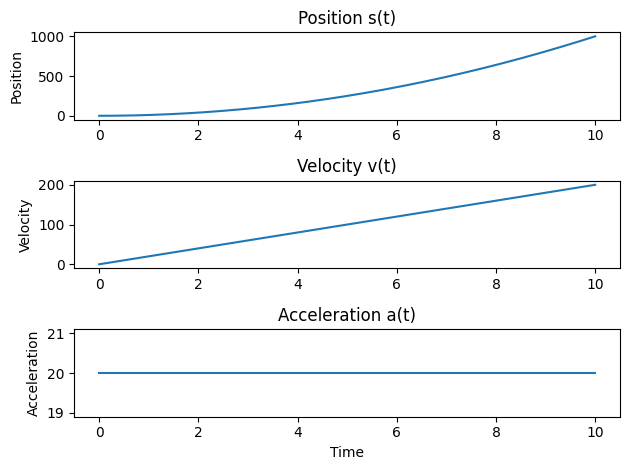 Position s(t)
Position
1000
500
0
0 2 4 6 8 10
Velocity v(t)
Velocity
200
100
0
0 2 4 6 8 10
Acceleration a(t)
Acceleration
21
20
19
0 2 4 6 8 10
Time